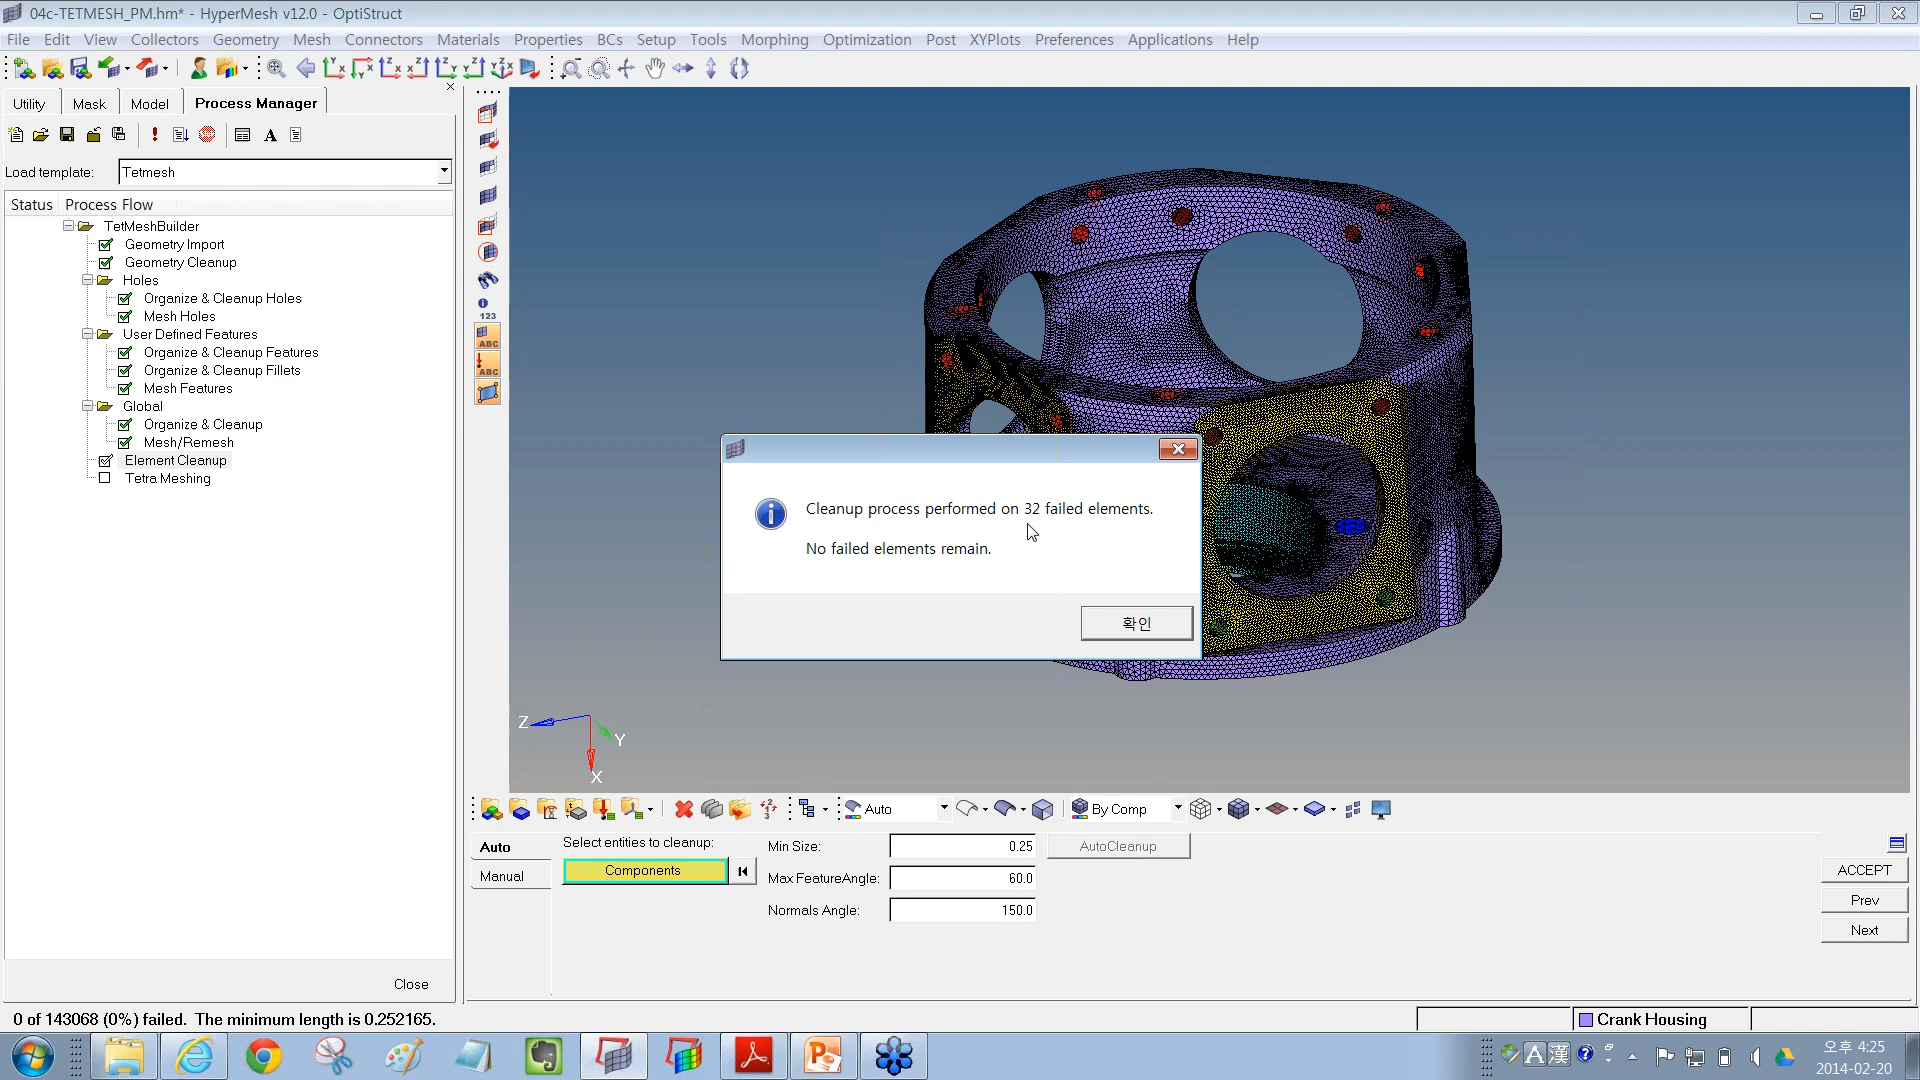 04c-TETMESH_PM.hm* - HyperMesh v12.0 - OptiStruct
File Edit View Collectors Geometry Mesh Connectors Materials Properties BCs Setup Tools Morphing Optimization Post XYPlots Preferences Applications Help
Utility Mask Model Process Manager
Load template: Tetmesh
Status Process Flow
TetMeshBuilder
Geometry Import
Geometry Cleanup
Holes
Organize & Cleanup Holes
Mesh Holes
User Defined Features
Organize & Cleanup Features
Organize & Cleanup Fillets
Mesh Features
Global
Organize & Cleanup
Mesh/Remesh
Element Cleanup
Tetra Meshing
Close
123
ABC
ABC
Cleanup process performed on 32 failed elements.
No failed elements remain.
확인
Z
Y
X
Auto
By Comp
Auto
Manual
Select entities to cleanup:
Components
Min Size: 0.25
Max FeatureAngle: 60.0
Normals Angle: 150.0
AutoCleanup
ACCEPT
Prev
Next
0 of 143068 (0%) failed. The minimum length is 0.252165.
Crank Housing
A 漢
오후 4:25
2014-02-20